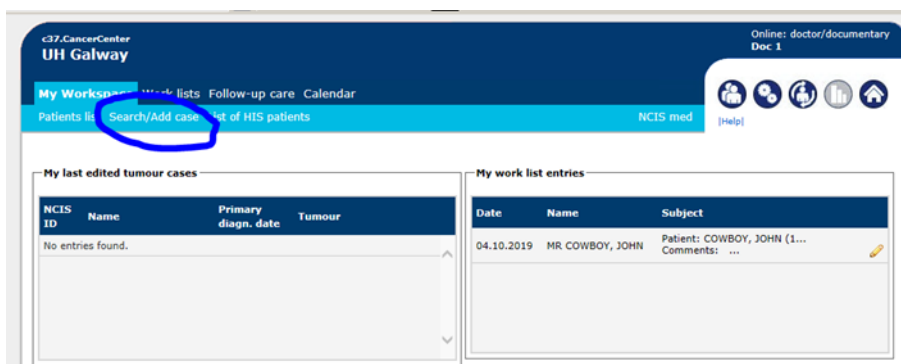 c37.CancerCenter
UH Galway
Online: doctor/documentary
Doc 1
My Workspace Work lists Follow-up care Calendar
Patients list Search/Add case List of HIS patients NCIS med
|Help|
My last edited tumour cases
NCIS ID Name Primary diagn. date Tumour
No entries found.
My work list entries
Date Name Subject
04.10.2019 MR COWBOY, JOHN Patient: COWBOY, JOHN (1...
Comments: ...